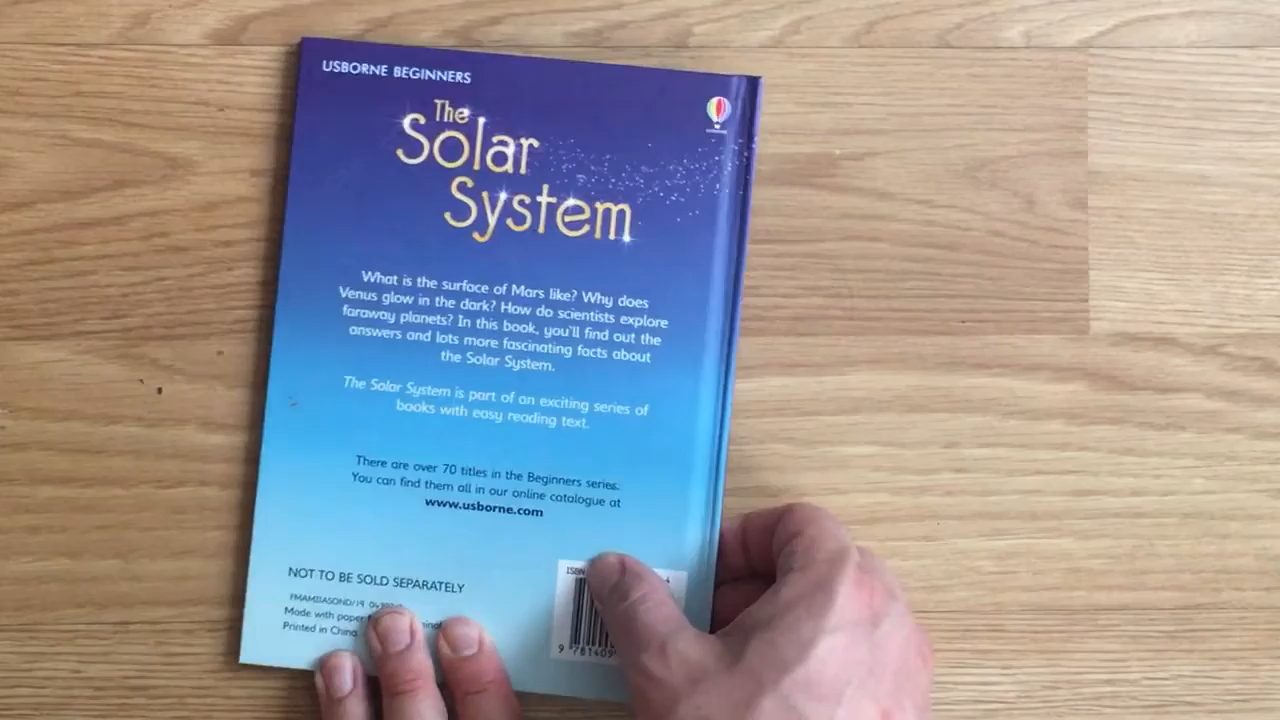 USBORNE BEGINNERS
The
Solar
System
What is the surface of Mars like? Why does
Venus glow in the dark? How do scientists explore
faraway planets? In this book, you'll find out the
answers and lots more fascinating facts about
the Solar System.
The Solar System is part of an exciting series of
books with easy reading text.
There are over 70 titles in the Beginners series.
You can find them all in our online catalogue at
www.usborne.com
NOT TO BE SOLD SEPARATELY
Made with paper
Printed in China
ISBN
9 781409